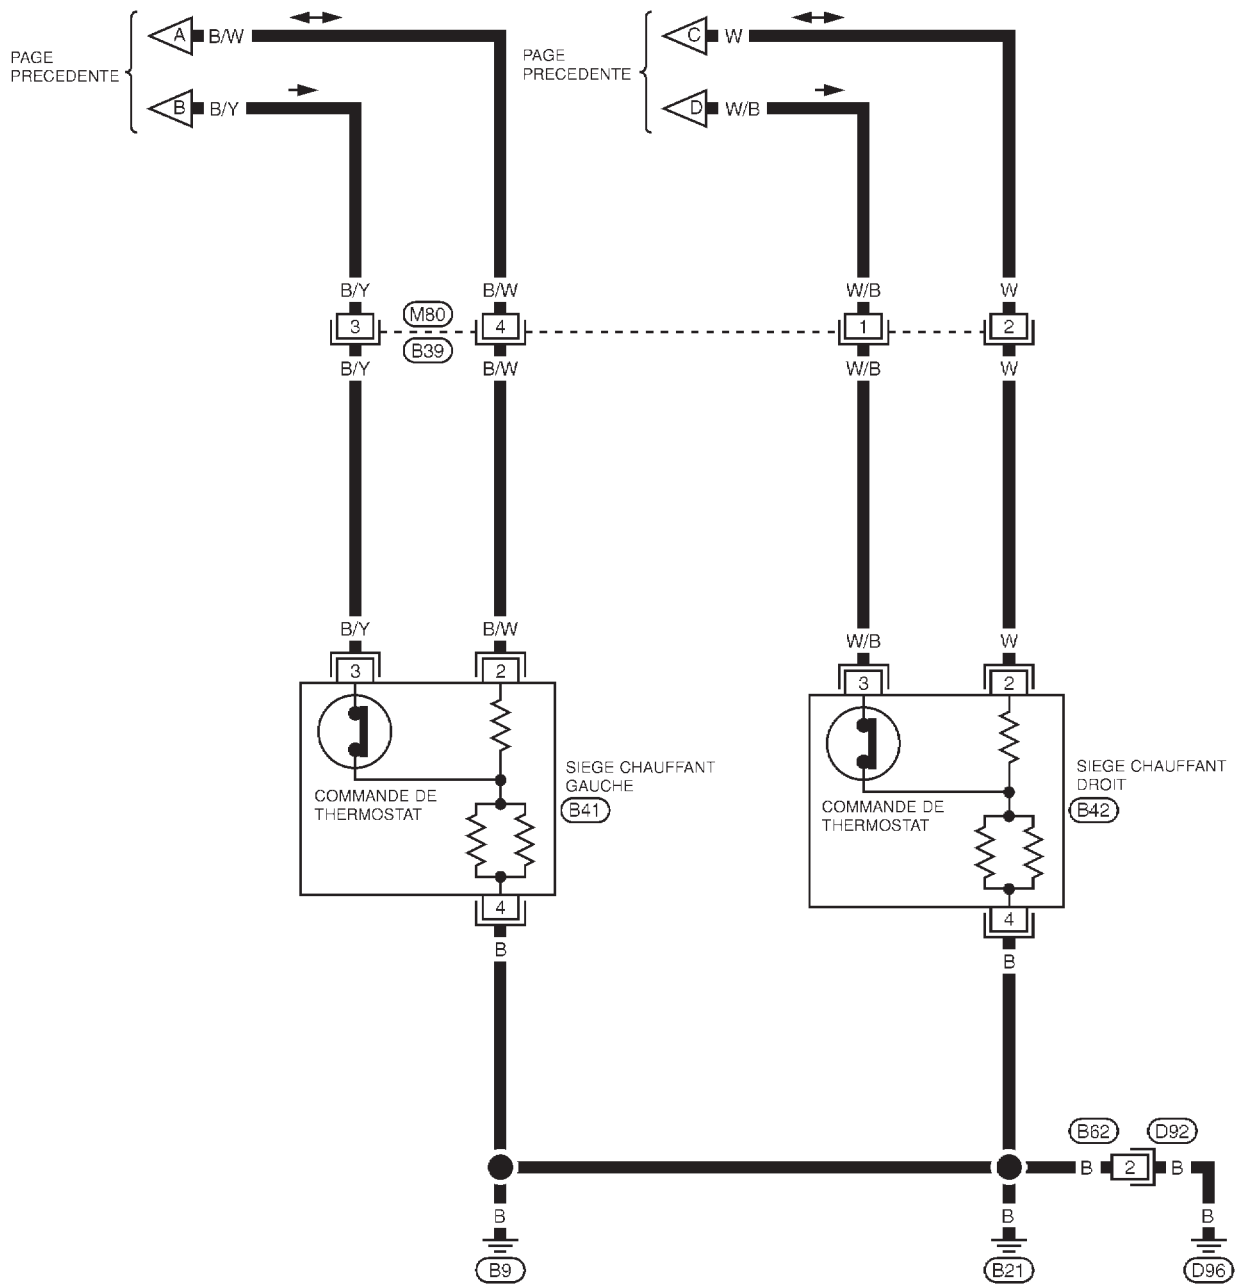 PAGE
PRECEDENTE
A B/W
B B/Y
PAGE
PRECEDENTE
C W
D W/B
B/Y B/W W/B W
3 M80 4 1 2
B39
B/Y B/W W/B W
B/Y B/W W/B W
3 2 3 2
SIEGE CHAUFFANT
GAUCHE
B41
COMMANDE DE
THERMOSTAT
SIEGE CHAUFFANT
DROIT
B42
COMMANDE DE
THERMOSTAT
4 4
B B
B62 D92
B 2 B
B B B
B9 B21 D96